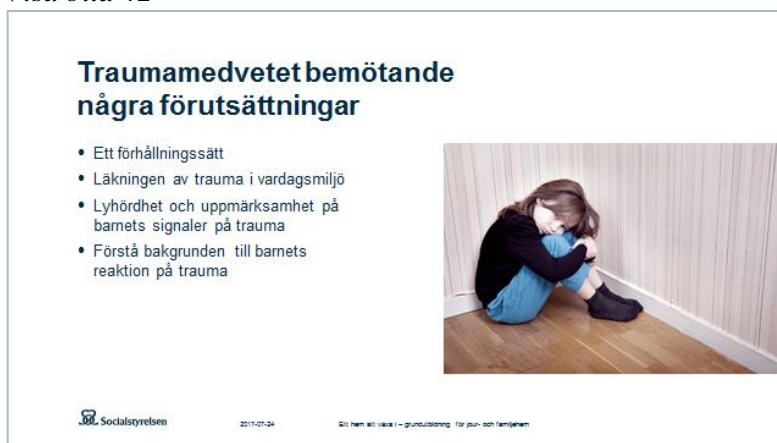 Traumamedvetet bemötande
några förutsättningar
• Ett förhållningssätt
• Läkningen av trauma i vardagsmiljö
• Lyhördhet och uppmärksamhet på
barnets signaler på trauma
• Förstå bakgrunden till barnets
reaktion på trauma
Socialstyrelsen
2017-07-24
Ett hem att växa i – grundutbildning för jour- och familjehem